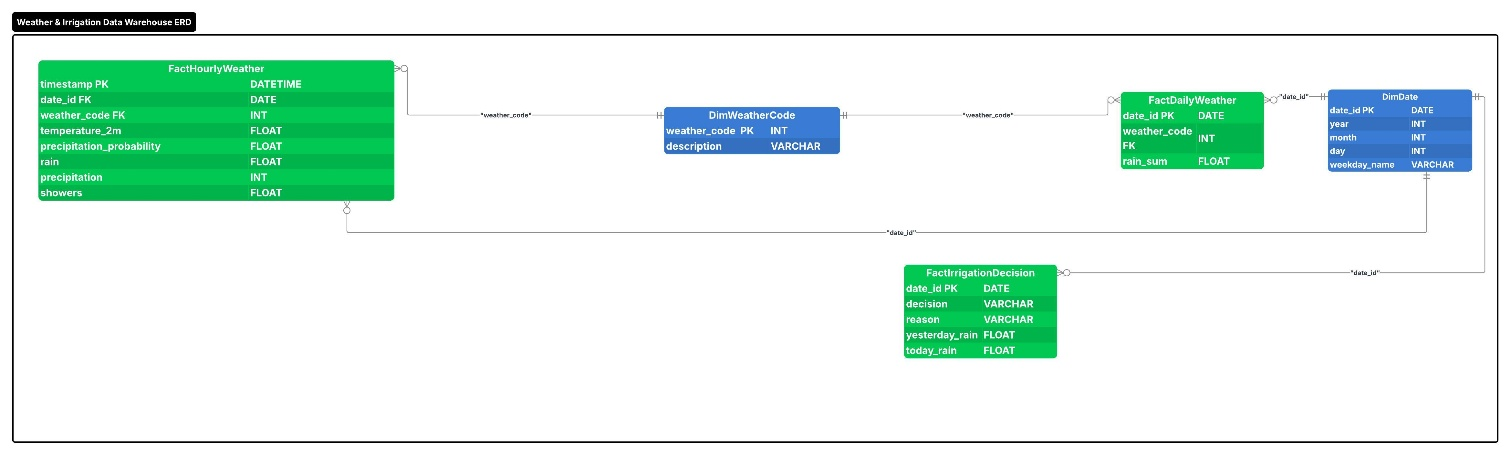 Weather & Irrigation Data Warehouse ERD
FactHourlyWeather
timestamp PK DATETIME
date_id FK DATE
weather_code FK INT
temperature_2m FLOAT
precipitation_probability FLOAT
rain FLOAT
precipitation INT
showers FLOAT
"weather_code"
DimWeatherCode
weather_code PK INT
description VARCHAR
"weather_code"
FactDailyWeather
date_id PK DATE
weather_code
FK
INT
rain_sum FLOAT
"date_id"
DimDate
date_id PK DATE
year INT
month INT
day INT
weekday_name VARCHAR
"date_id"
FactIrrigationDecision
date_id PK DATE
decision VARCHAR
reason VARCHAR
yesterday_rain FLOAT
today_rain FLOAT
"date_id"